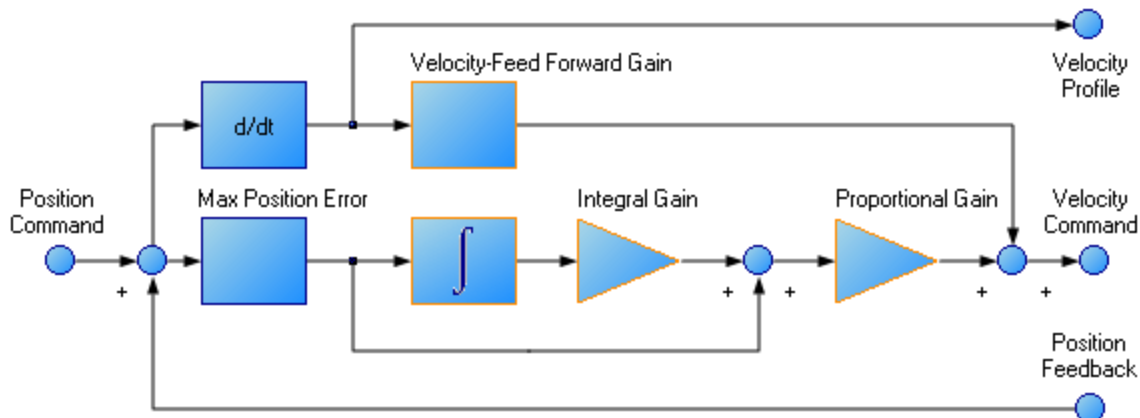 Velocity-Feed Forward Gain
Velocity
Profile
d/dt
Position
Command
Max Position Error
Integral Gain
Proportional Gain
Velocity
Command
∫
+
+
+
+
+
Position
Feedback